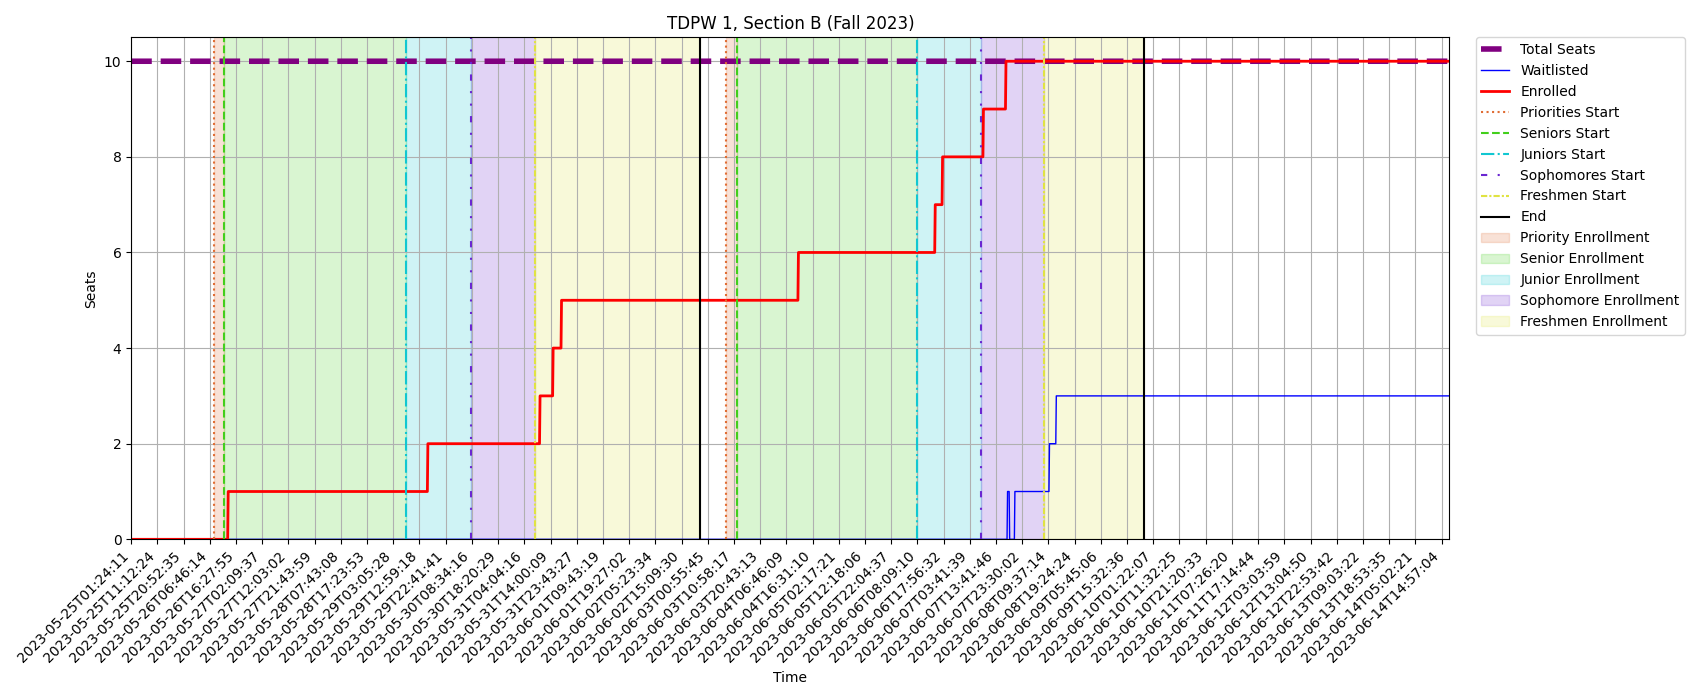 TDPW 1, Section B (Fall 2023)
Seats
10
8
6
4
2
0
2023-05-25T01:24:11
2023-05-25T11:12:24
2023-05-25T20:52:35
2023-05-26T06:46:14
2023-05-26T16:27:55
2023-05-27T02:09:37
2023-05-27T12:03:02
2023-05-27T21:43:59
2023-05-28T07:43:08
2023-05-28T17:23:53
2023-05-29T03:05:28
2023-05-29T12:59:18
2023-05-29T22:41:41
2023-05-30T08:34:16
2023-05-30T18:20:29
2023-05-31T04:04:16
2023-05-31T14:00:09
2023-05-31T23:43:27
2023-06-01T09:43:19
2023-06-01T19:27:02
2023-06-02T05:23:34
2023-06-02T15:09:30
2023-06-03T00:55:45
2023-06-03T10:58:17
2023-06-03T20:43:13
2023-06-04T06:46:09
2023-06-04T16:31:10
2023-06-05T02:17:21
2023-06-05T12:18:06
2023-06-05T22:04:37
2023-06-06T08:09:10
2023-06-06T17:56:32
2023-06-07T03:41:39
2023-06-07T13:41:46
2023-06-07T23:30:02
2023-06-08T09:37:14
2023-06-08T19:24:24
2023-06-09T05:45:06
2023-06-09T15:32:36
2023-06-10T01:22:07
2023-06-10T11:32:25
2023-06-10T21:20:33
2023-06-11T07:26:20
2023-06-11T17:14:44
2023-06-12T03:03:59
2023-06-12T13:04:50
2023-06-12T22:53:42
2023-06-13T09:03:22
2023-06-13T18:53:35
2023-06-14T05:02:21
2023-06-14T14:57:04
Time
Total Seats
Waitlisted
Enrolled
Priorities Start
Seniors Start
Juniors Start
Sophomores Start
Freshmen Start
End
Priority Enrollment
Senior Enrollment
Junior Enrollment
Sophomore Enrollment
Freshmen Enrollment